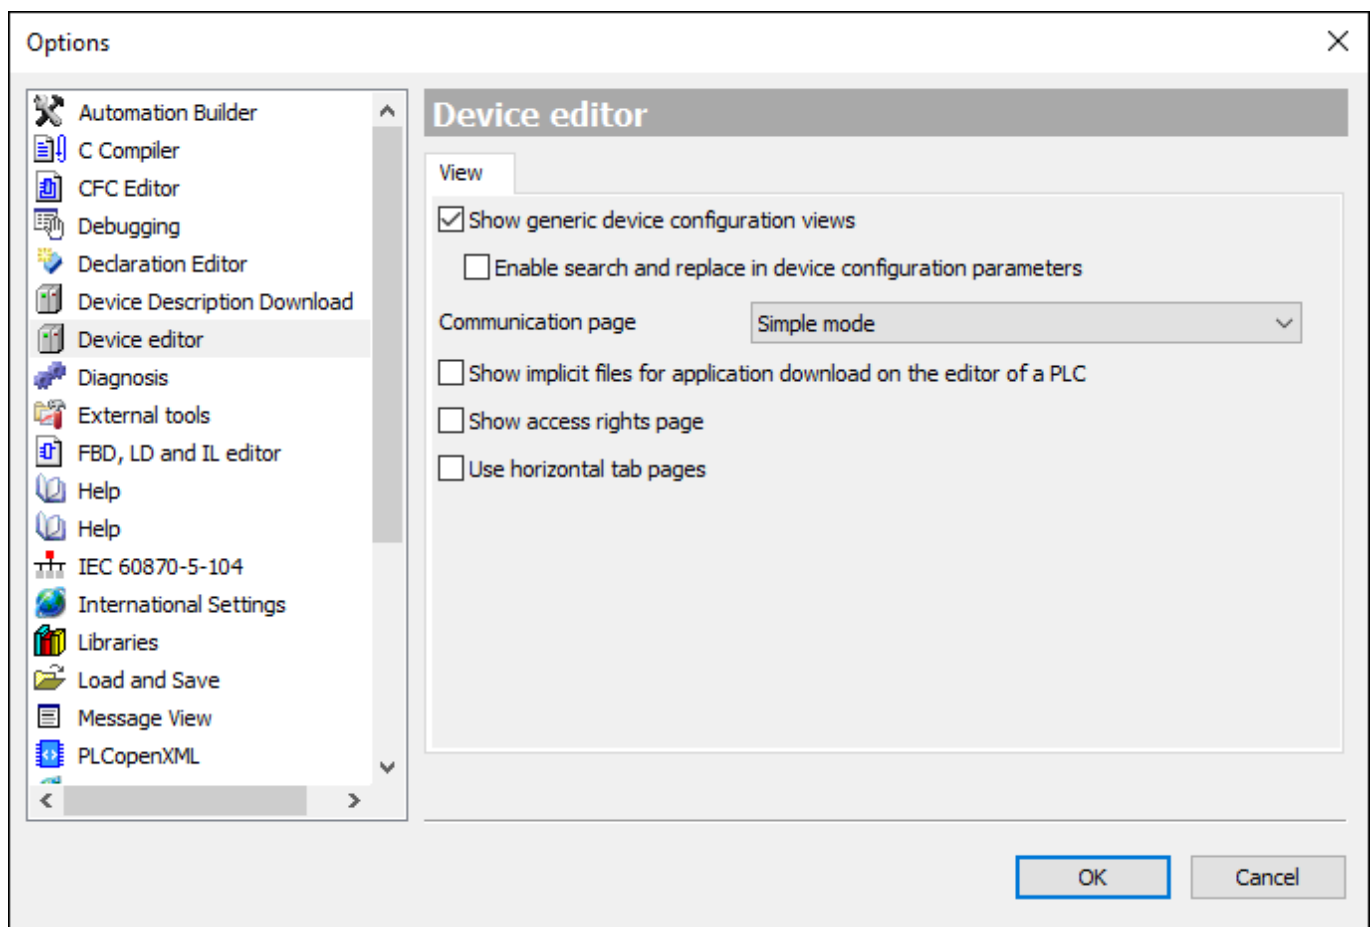 Options
Automation Builder
C Compiler
CFC Editor
Debugging
Declaration Editor
Device Description Download
Device editor
Diagnosis
External tools
FBD, LD and IL editor
Help
Help
IEC 60870-5-104
International Settings
Libraries
Load and Save
Message View
PLCopenXML
Device editor
View
Show generic device configuration views
Enable search and replace in device configuration parameters
Communication page Simple mode
Show implicit files for application download on the editor of a PLC
Show access rights page
Use horizontal tab pages
OK Cancel